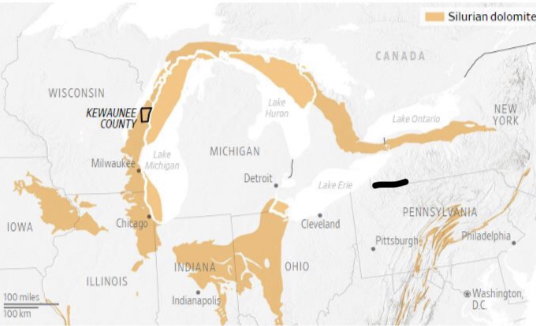 Silurian dolomite
CANADA
WISCONSIN
KEWAUNEE
COUNTY
Lake
Huron
Lake Ontario
NEW
YORK
Milwaukee
Lake
Michigan
MICHIGAN
Detroit
Lake Erie
IOWA
Chicago
Cleveland
PENNSYLVANIA
Pittsburgh
Philadelphia
ILLINOIS
INDIANA
OHIO
Indianapolis
Washington,
D.C.
100 miles
100 km